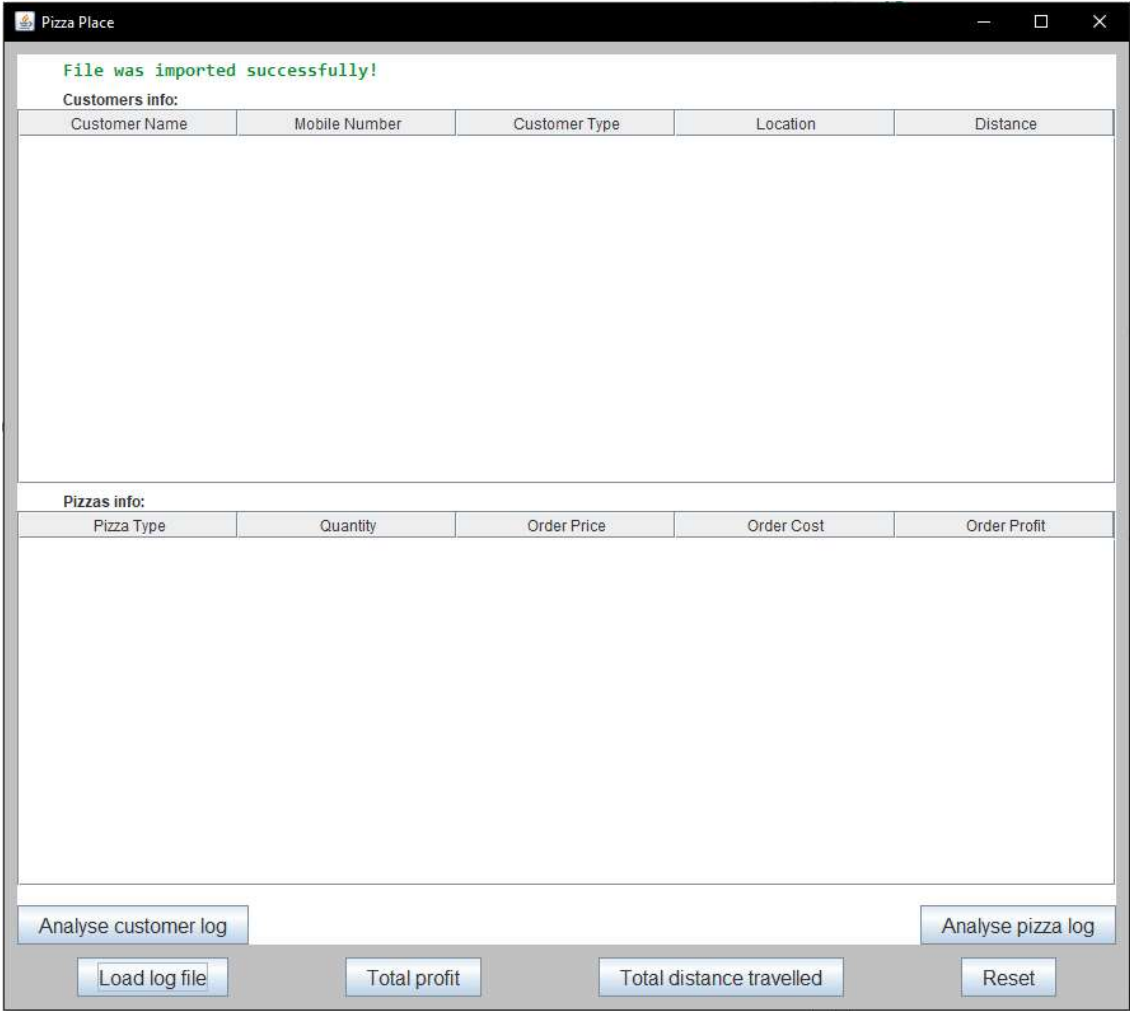 Pizza Place
File was imported successfully!
Customers info:
Customer Name Mobile Number Customer Type Location Distance
Pizzas info:
Pizza Type Quantity Order Price Order Cost Order Profit
Analyse customer log Analyse pizza log
Load log file Total profit Total distance travelled Reset